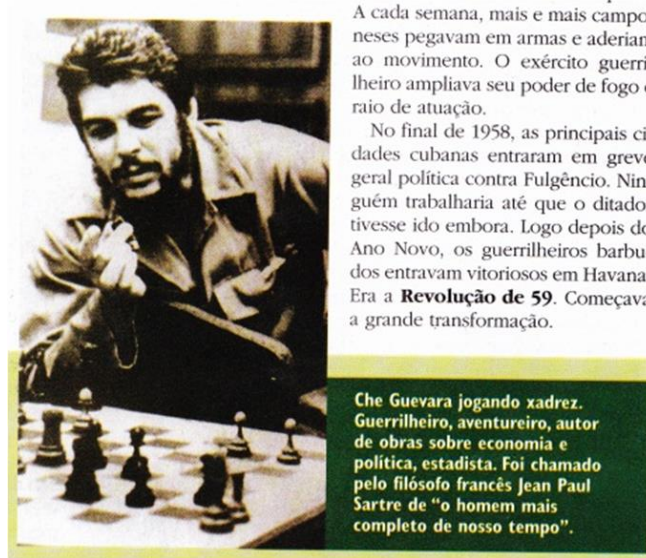 A cada semana, mais e mais campo
neses pegavam em armas e aderiam
ao movimento. O exército guerri
lheiro ampliava seu poder de fogo e
raio de atuação.
No final de 1958, as principais ci
dades cubanas entraram em greve
geral política contra Fulgêncio. Nin
guém trabalharia até que o ditado
tivesse ido embora. Logo depois do
Ano Novo, os guerrilheiros barbu
dos entravam vitoriosos em Havana
Era a Revolução de 59. Começava
a grande transformação.
Che Guevara jogando xadrez.
Guerrilheiro, aventureiro, autor
de obras sobre economia e
política, estadista. Foi chamado
pelo filósofo francês Jean Paul
Sartre de “o homem mais
completo de nosso tempo”.